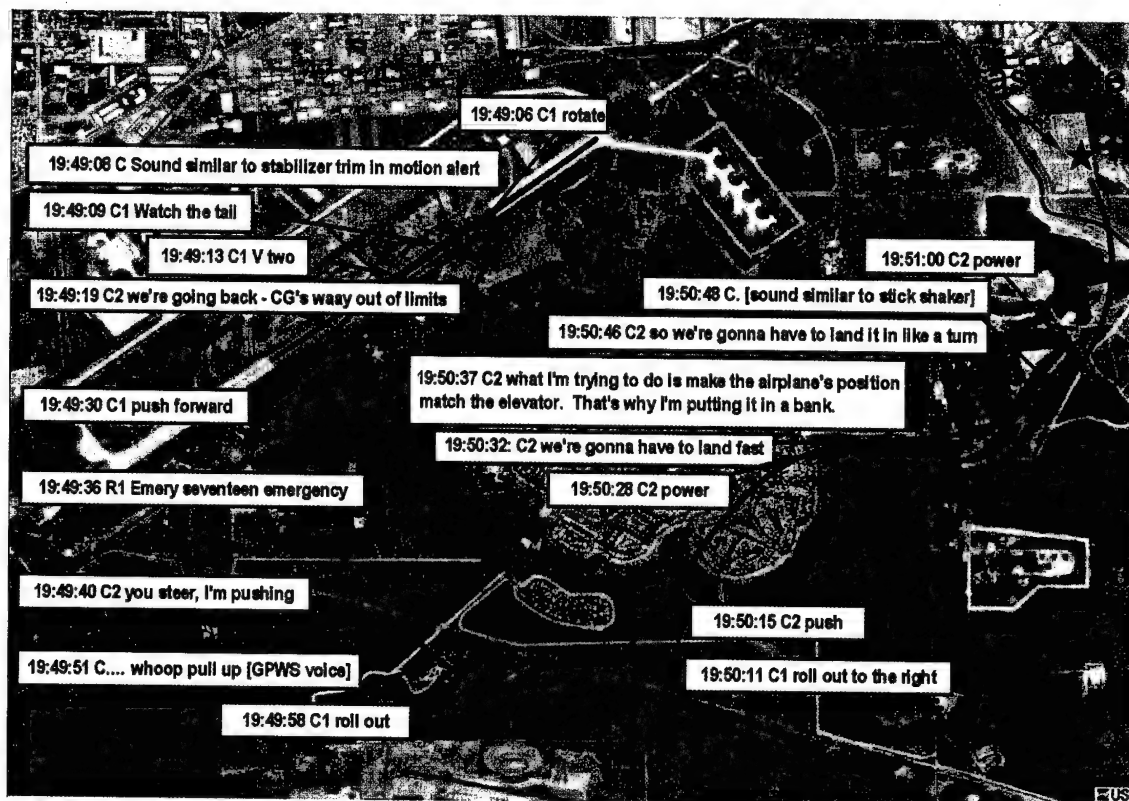 19:49:06 C1 rotate
19:49:08 C Sound similar to stabilizer trim in motion alert
19:49:09 C1 Watch the tail
19:49:13 C1 V two
19:49:19 C2 we're going back - CG's waay out of limits
19:49:30 C1 push forward
19:49:36 R1 Emery seventeen emergency
19:49:40 C2 you steer, I'm pushing
19:49:51 C.... whoop pull up [GPWS voice]
19:49:58 C1 roll out
19:50:11 C1 roll out to the right
19:50:15 C2 push
19:50:28 C2 power
19:50:32: C2 we're gonna have to land fast
19:50:37 C2 what I'm trying to do is make the airplane's position
match the elevator. That's why I'm putting it in a bank.
19:50:46 C2 so we're gonna have to land it in like a turn
19:50:48 C. [sound similar to stick shaker]
19:51:00 C2 power